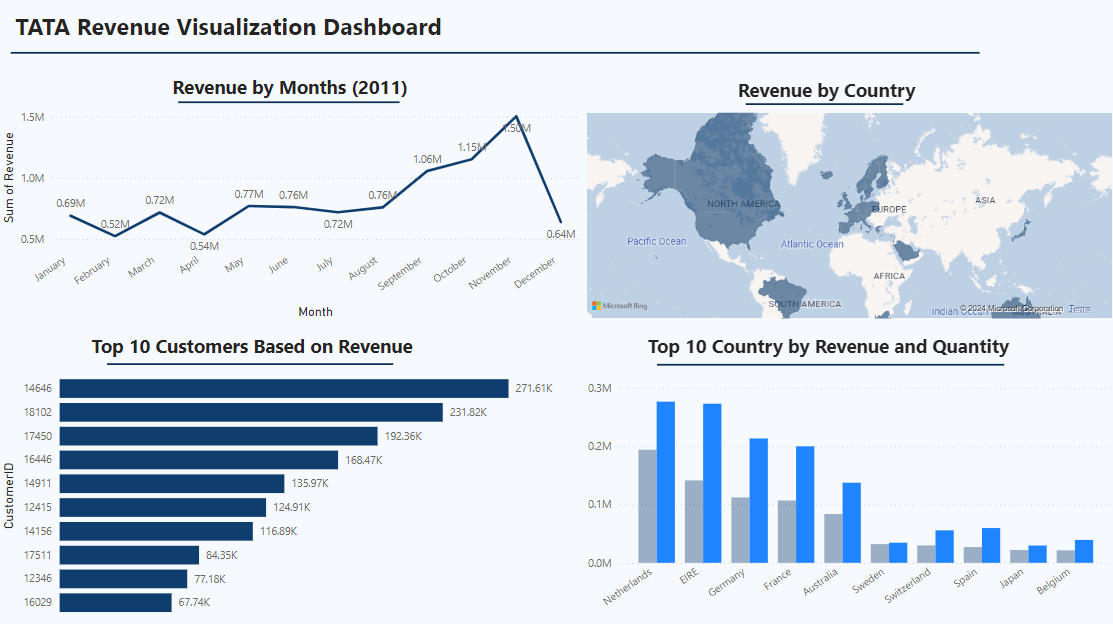 TATA Revenue Visualization Dashboard
Revenue by Months (2011)
Sum of Revenue
1.5M
1.0M
0.5M
0.69M
0.52M
0.72M
0.54M
0.77M
0.76M
0.72M
0.76M
1.06M
1.15M
1.50M
0.64M
January
February
March
April
May
June
July
August
September
October
November
December
Month
Revenue by Country
NORTH AMERICA
EUROPE
ASIA
Pacific Ocean
Atlantic Ocean
AFRICA
SOUTH AMERICA
Indian Ocean
AUSTRALIA
Microsoft Bing
© 2024 Microsoft Corporation
Terms
Top 10 Customers Based on Revenue
CustomerID
14646 271.61K
18102 231.82K
17450 192.36K
16446 168.47K
14911 135.97K
12415 124.91K
14156 116.89K
17511 84.35K
12346 77.18K
16029 67.74K
Top 10 Country by Revenue and Quantity
0.3M
0.2M
0.1M
0.0M
Netherlands
EIRE
Germany
France
Australia
Sweden
Switzerland
Spain
Japan
Belgium